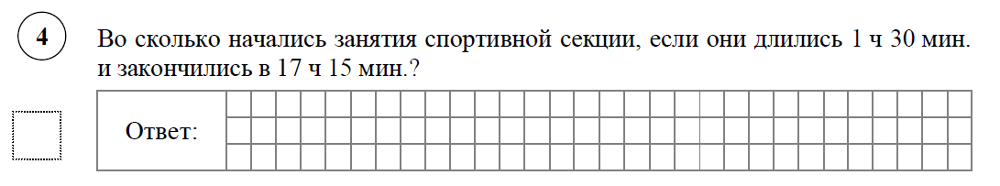 4
Во сколько начались занятия спортивной секции, если они длились 1 ч 30 мин.
и закончились в 17 ч 15 мин.?
Ответ: